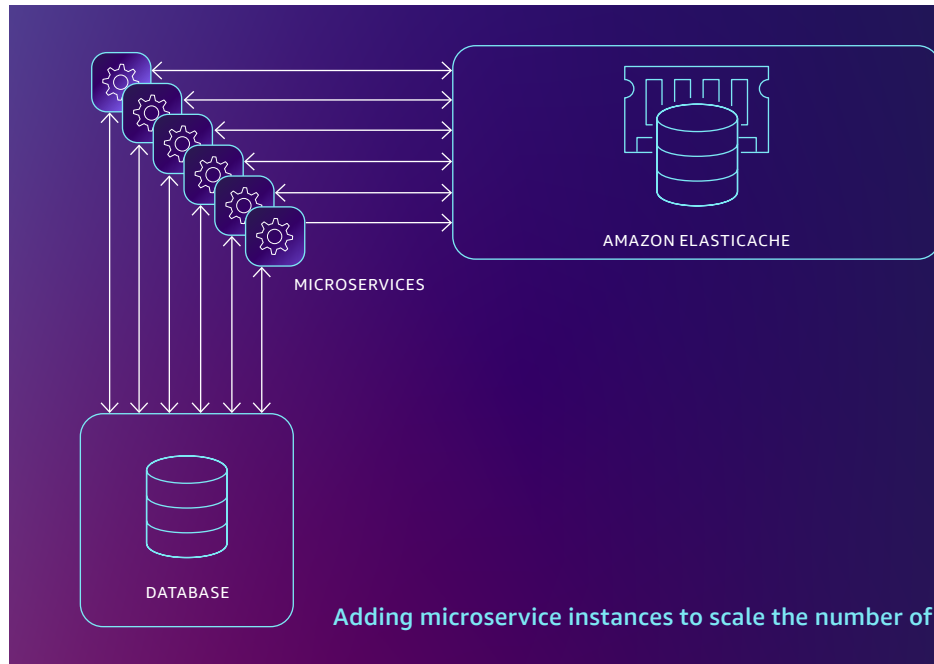 AMAZON ELASTICACHE
MICROSERVICES
DATABASE
Adding microservice instances to scale the number of